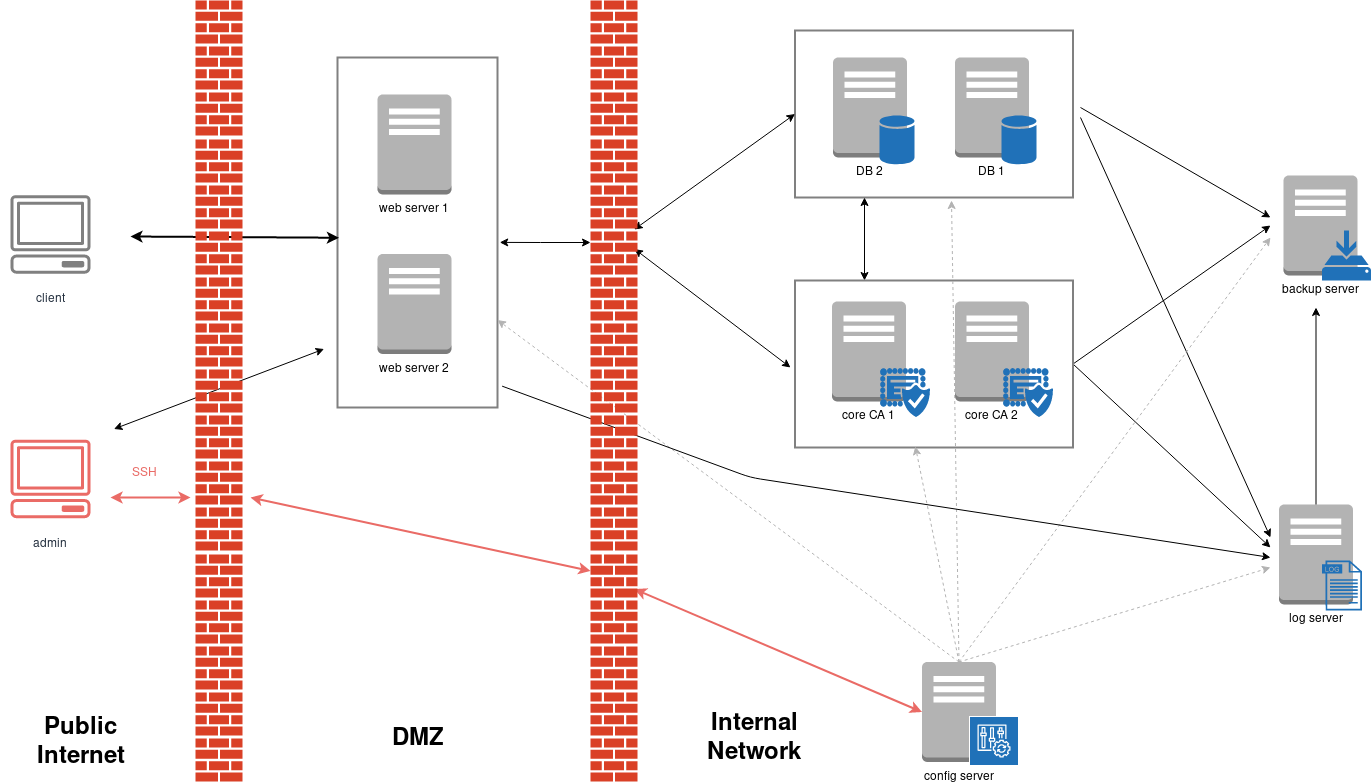 DB 2
DB 1
web server 1
client
backup server
web server 2
core CA 1
core CA 2
SSH
admin
LOG
log server
Public
Internet
DMZ
Internal
Network
config server